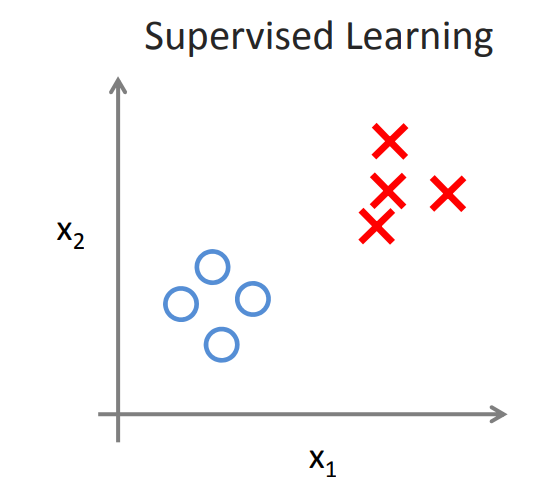 Supervised Learning
x₂
x₁